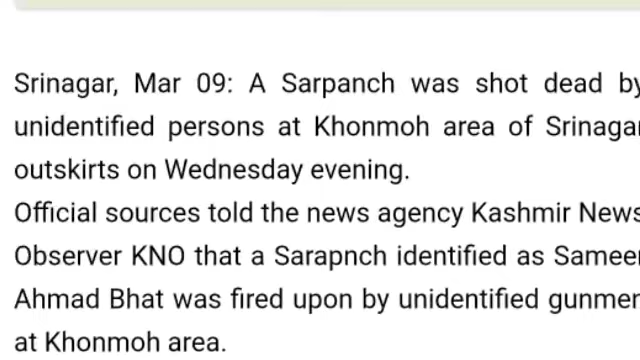 Srinagar, Mar 09: A Sarpanch was shot dead by
unidentified persons at Khonmoh area of Srinagar
outskirts on Wednesday evening.
Official sources told the news agency Kashmir News
Observer KNO that a Sarapnch identified as Sameer
Ahmad Bhat was fired upon by unidentified gunmen
at Khonmoh area.